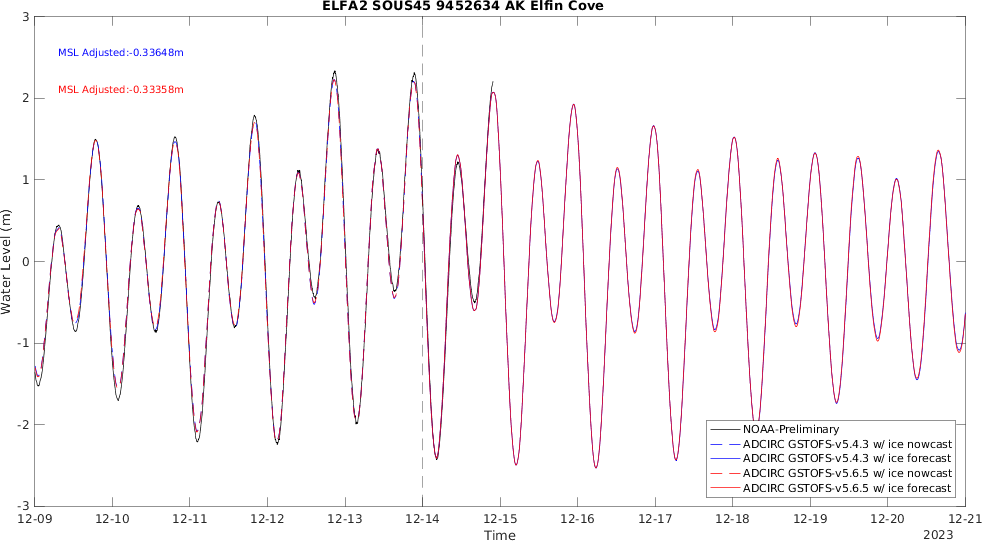 ELFA2 SOUS45 9452634 AK Elfin Cove
MSL Adjusted:-0.33648m
MSL Adjusted:-0.33358m
3
2
1
0
-1
-2
-3
Water Level (m)
NOAA-Preliminary
ADCIRC GSTOFS-v5.4.3 w/ ice nowcast
ADCIRC GSTOFS-v5.4.3 w/ ice forecast
ADCIRC GSTOFS-v5.6.5 w/ ice nowcast
ADCIRC GSTOFS-v5.6.5 w/ ice forecast
12-09 12-10 12-11 12-12 12-13 12-14 12-15 12-16 12-17 12-18 12-19 12-20 12-21
Time
2023